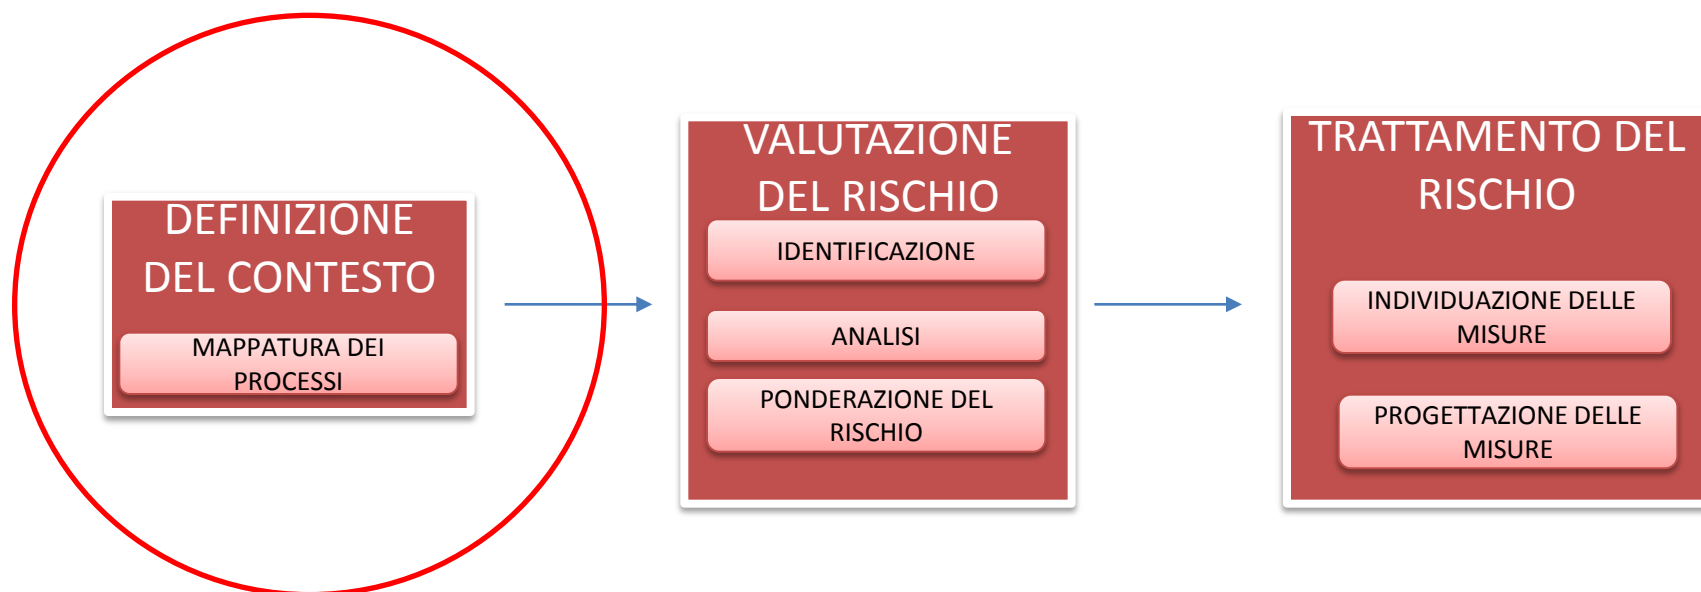 DEFINIZIONE
DEL CONTESTO
MAPPATURA DEI
PROCESSI
VALUTAZIONE
DEL RISCHIO
IDENTIFICAZIONE
ANALISI
PONDERAZIONE DEL
RISCHIO
TRATTAMENTO DEL
RISCHIO
INDIVIDUAZIONE DELLE
MISURE
PROGETTAZIONE DELLE
MISURE